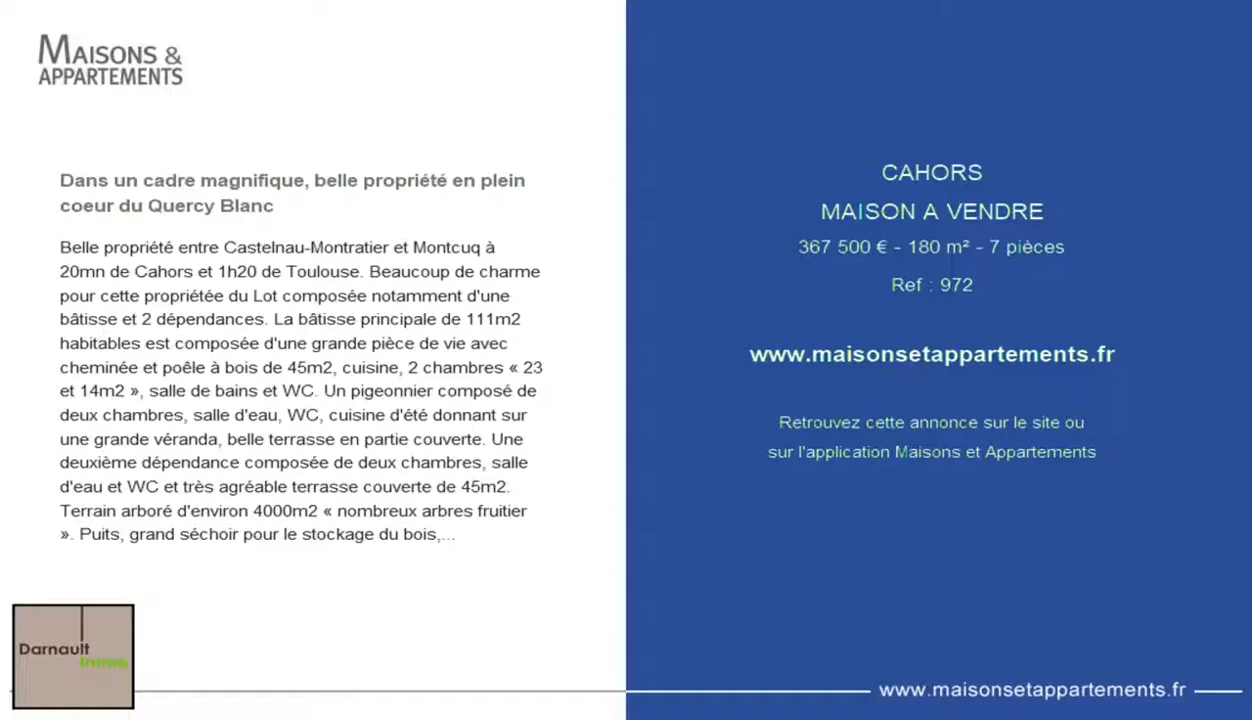 MAISONS &
APPARTEMENTS
Dans un cadre magnifique, belle propriété en plein
coeur du Quercy Blanc
Belle propriété entre Castelnau-Montratier et Montcuq à
20mn de Cahors et 1h20 de Toulouse. Beaucoup de charme
pour cette propriétée du Lot composée notamment d'une
bâtisse et 2 dépendances. La bâtisse principale de 111m2
habitables est composée d'une grande pièce de vie avec
cheminée et poêle à bois de 45m2, cuisine, 2 chambres « 23
et 14m2 », salle de bains et WC. Un pigeonnier composé de
deux chambres, salle d'eau, WC, cuisine d'été donnant sur
une grande véranda, belle terrasse en partie couverte. Une
deuxième dépendance composée de deux chambres, salle
d'eau et WC et très agréable terrasse couverte de 45m2.
Terrain arboré d'environ 4000m2 « nombreux arbres fruitier
». Puits, grand séchoir pour le stockage du bois,...
Darnault
Immo
CAHORS
MAISON A VENDRE
367 500 € - 180 m² - 7 pièces
Ref : 972
www.maisonsetappartements.fr
Retrouvez cette annonce sur le site ou
sur l'application Maisons et Appartements
www.maisonsetappartements.fr